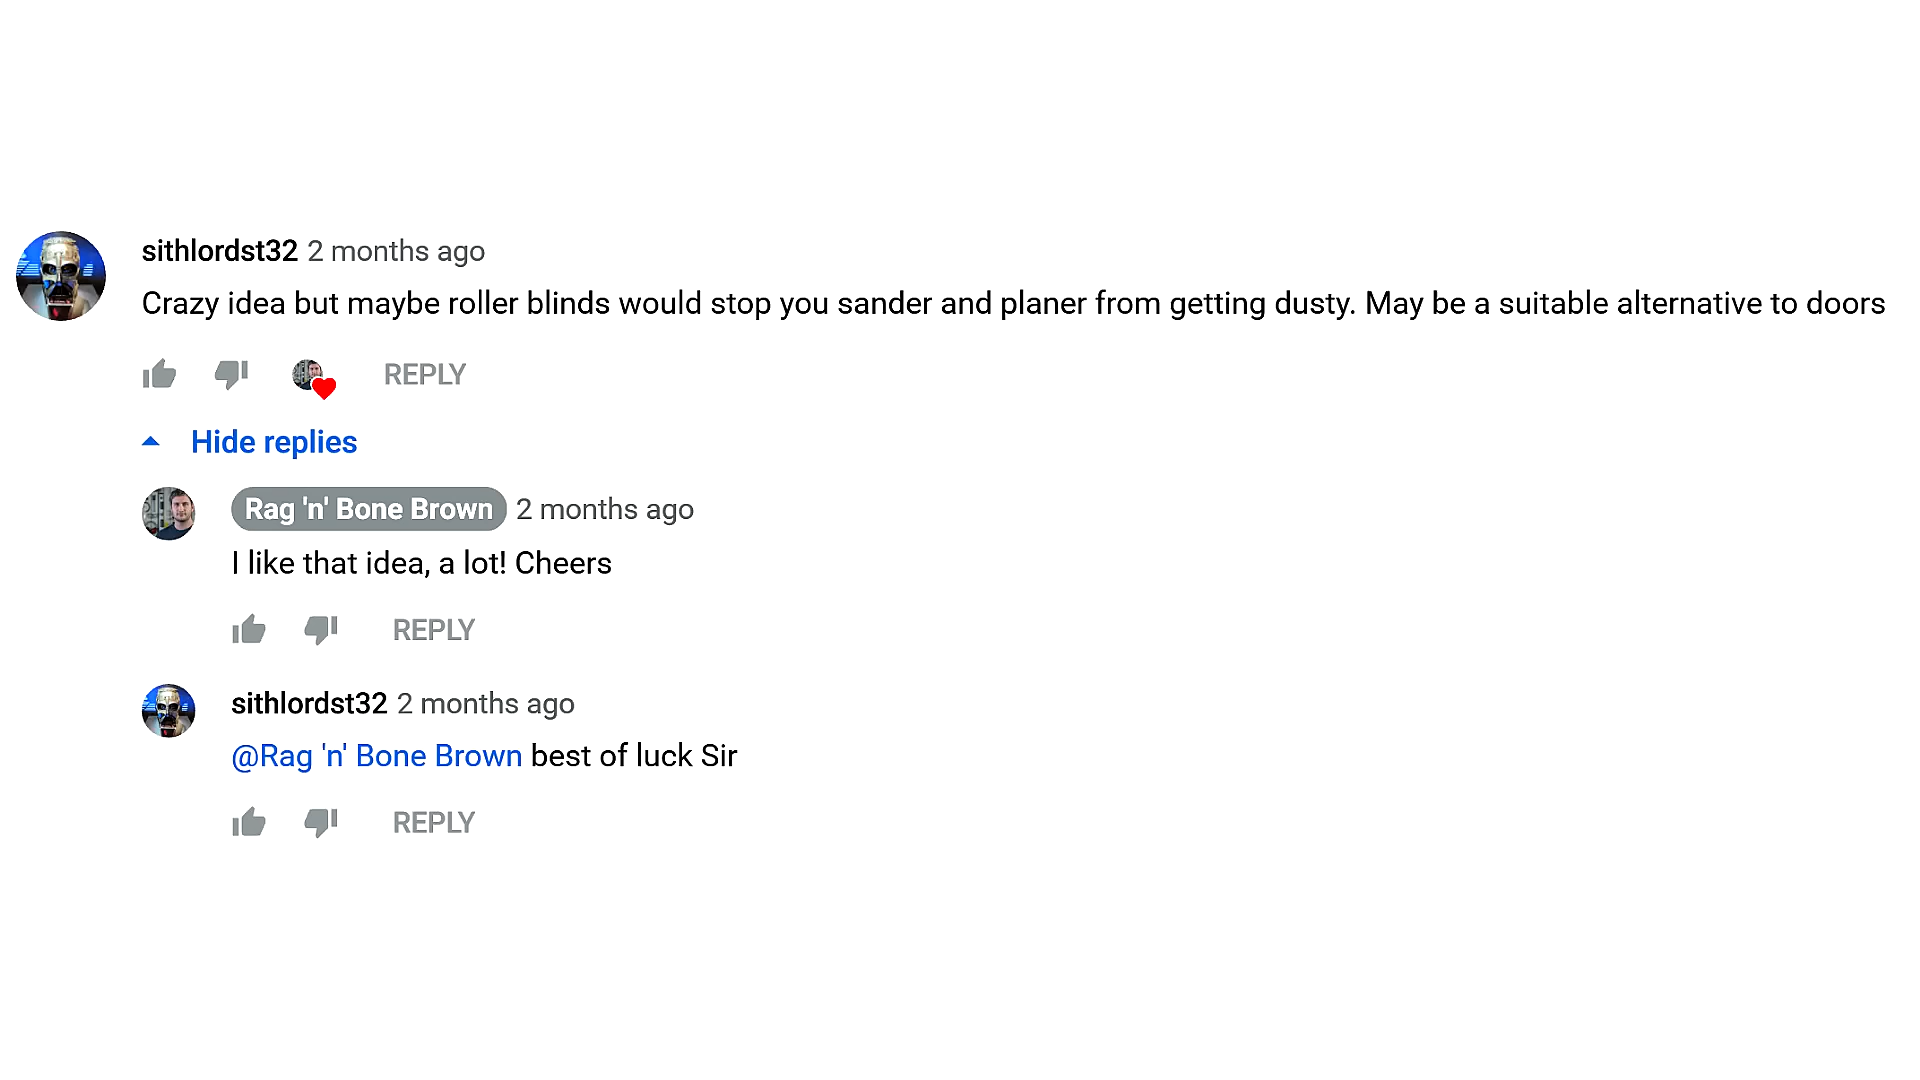 sithlordst32 2 months ago
Crazy idea but maybe roller blinds would stop you sander and planer from getting dusty. May be a suitable alternative to doors
REPLY
Hide replies
Rag 'n' Bone Brown 2 months ago
I like that idea, a lot! Cheers
REPLY
sithlordst32 2 months ago
@Rag 'n' Bone Brown best of luck Sir
REPLY